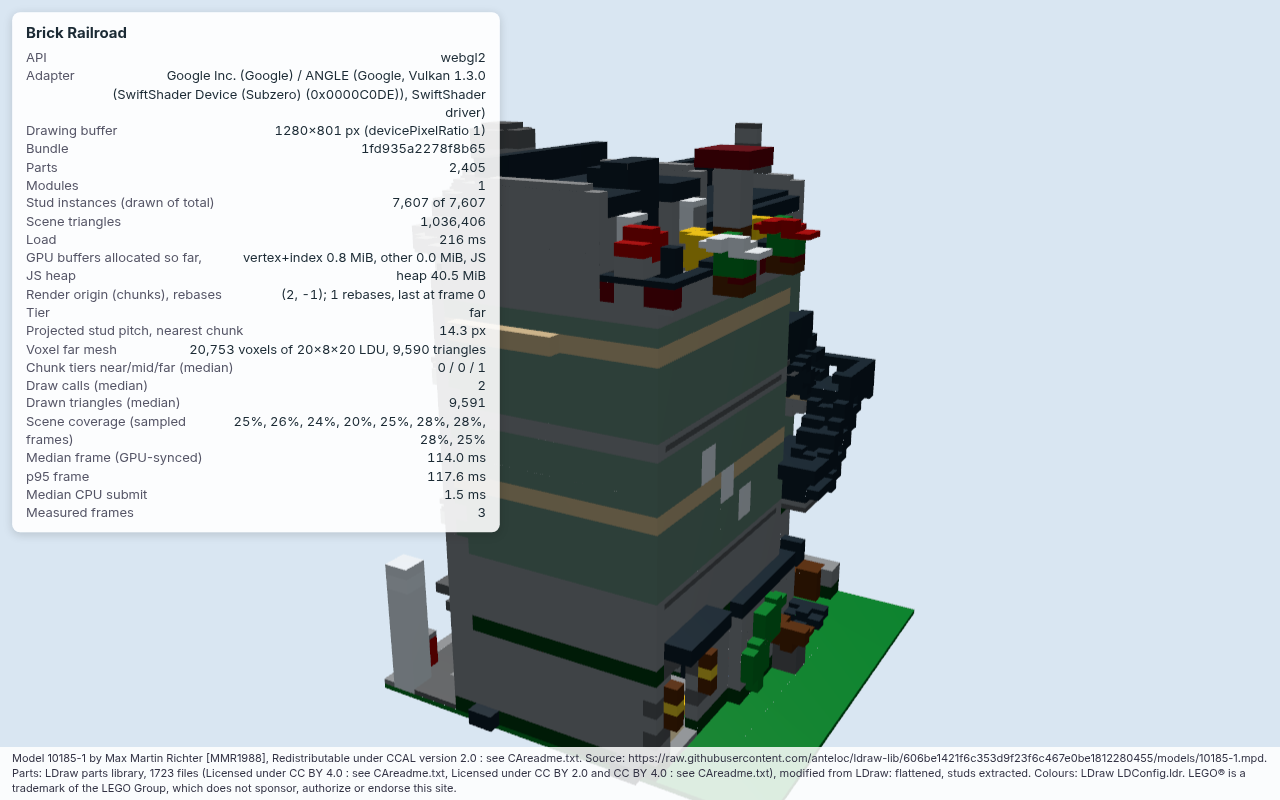 Brick Railroad
API webgl2
Adapter Google Inc. (Google) / ANGLE (Google, Vulkan 1.3.0
(SwiftShader Device (Subzero) (0x0000C0DE)), SwiftShader
driver)
Drawing buffer 1280×801 px (devicePixelRatio 1)
Bundle 1fd935a2278f8b65
Parts 2,405
Modules 1
Stud instances (drawn of total) 7,607 of 7,607
Scene triangles 1,036,406
Load 216 ms
GPU buffers allocated so far, vertex+index 0.8 MiB, other 0.0 MiB, JS
JS heap heap 40.5 MiB
Render origin (chunks), rebases (2, -1); 1 rebases, last at frame 0
Tier far
Projected stud pitch, nearest chunk 14.3 px
Voxel far mesh 20,753 voxels of 20×8×20 LDU, 9,590 triangles
Chunk tiers near/mid/far (median) 0 / 0 / 1
Draw calls (median) 2
Drawn triangles (median) 9,591
Scene coverage (sampled 25%, 26%, 24%, 20%, 25%, 28%, 28%,
frames) 28%, 25%
Median frame (GPU-synced) 114.0 ms
p95 frame 117.6 ms
Median CPU submit 1.5 ms
Measured frames 3
Model 10185-1 by Max Martin Richter [MMR1988], Redistributable under CCAL version 2.0 : see CAreadme.txt. Source: https://raw.githubusercontent.com/anteloc/ldraw-lib/606be1421f6c353d9f23f6c467e0be1812280455/models/10185-1.mpd.
Parts: LDraw parts library, 1723 files (Licensed under CC BY 4.0 : see CAreadme.txt, Licensed under CC BY 2.0 and CC BY 4.0 : see CAreadme.txt), modified from LDraw: flattened, studs extracted. Colours: LDraw LDConfig.ldr. LEGO® is a
trademark of the LEGO Group, which does not sponsor, authorize or endorse this site.